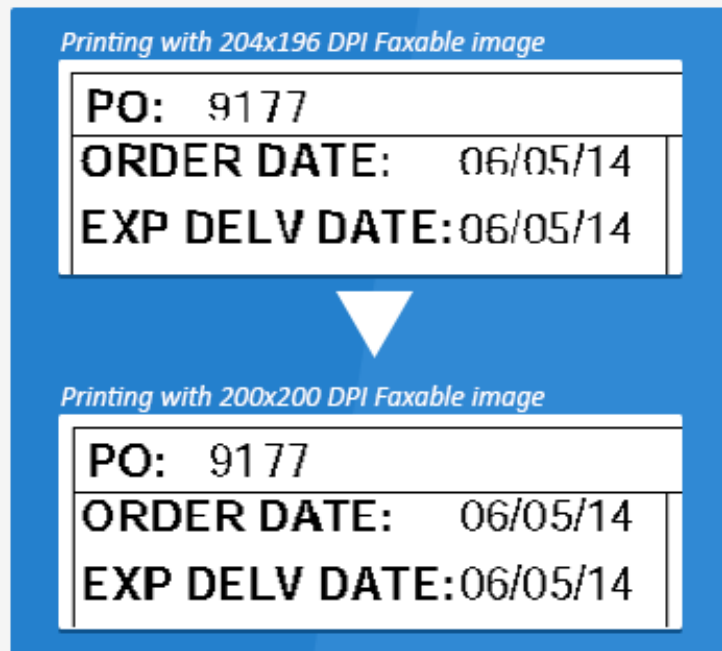 Printing with 204x196 DPI Faxable image
PO: 9177
ORDER DATE: 06/05/14
EXP DELV DATE: 06/05/14
Printing with 200x200 DPI Faxable image
PO: 9177
ORDER DATE: 06/05/14
EXP DELV DATE: 06/05/14